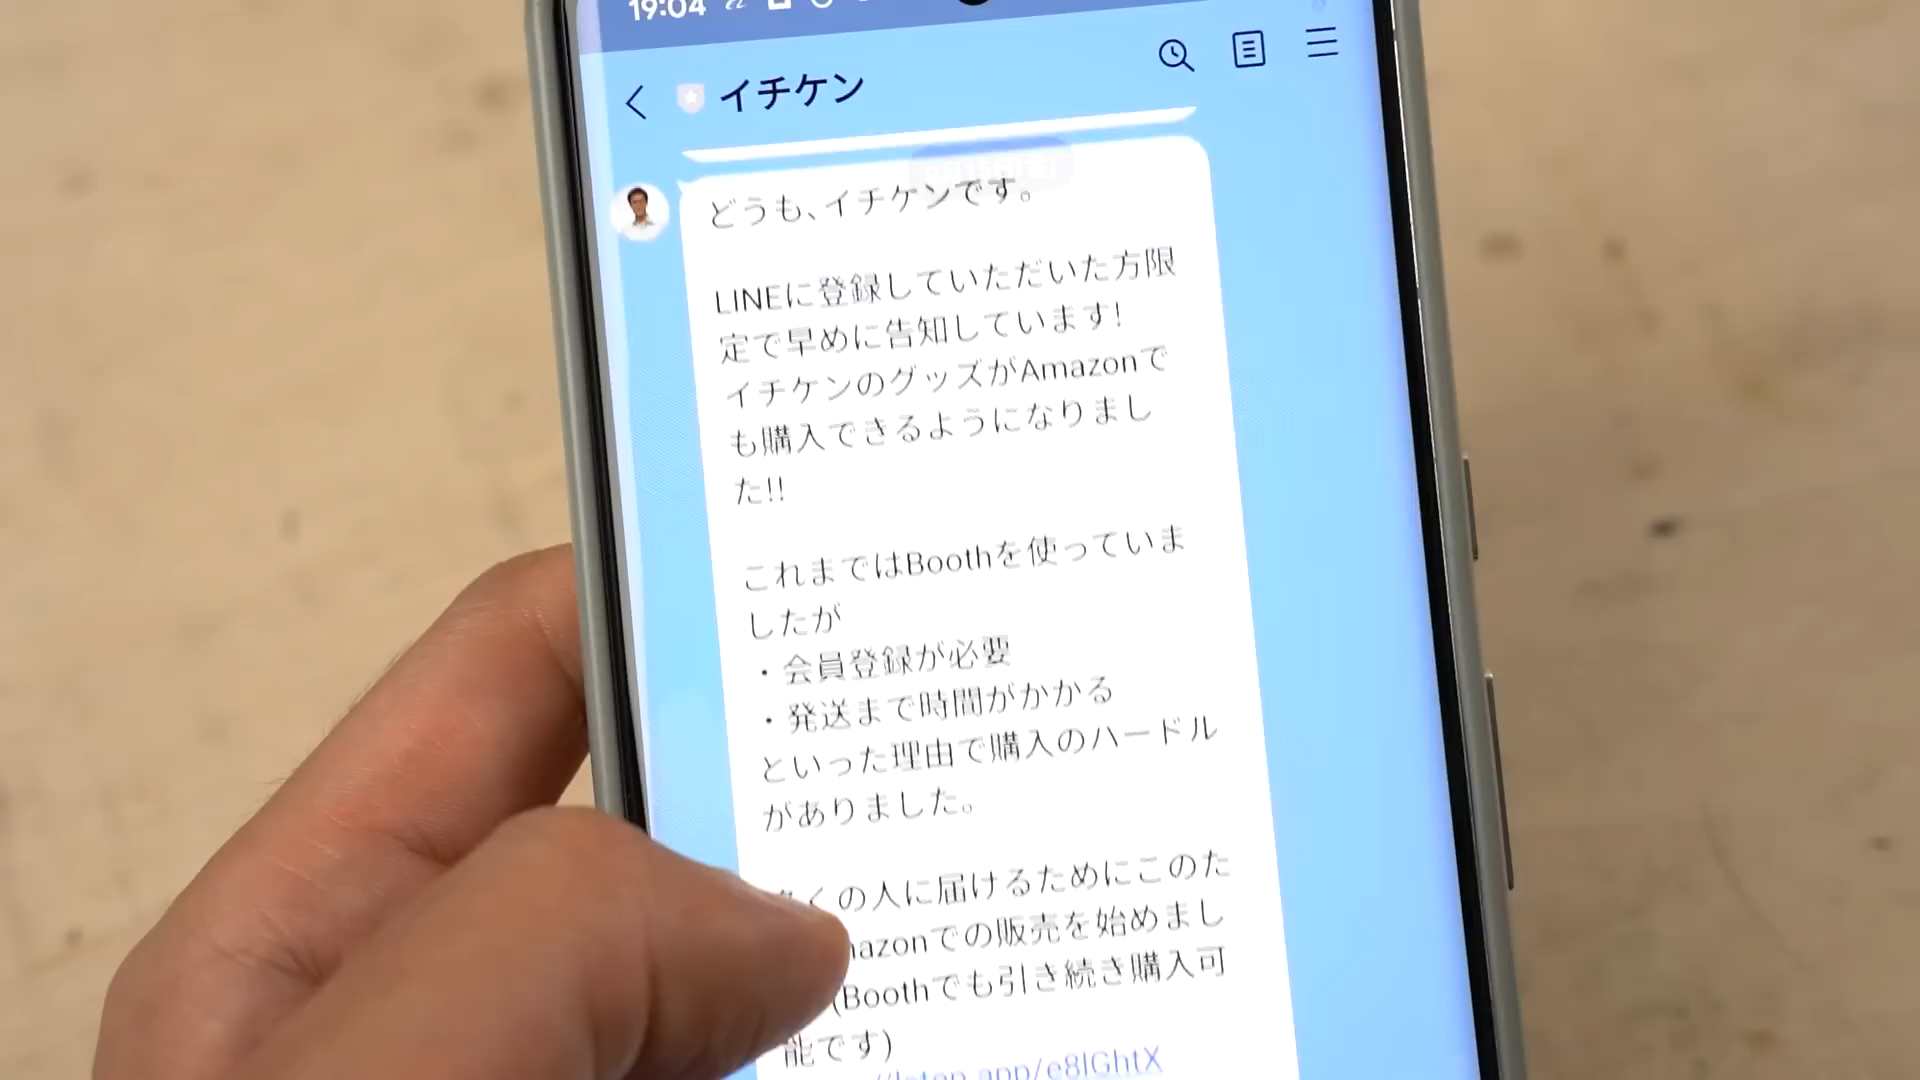 19:04
イチケン
どうも、イチケンです。
LINEに登録していただいた方限
定で早めに告知しています!
イチケンのグッズがAmazonで
も購入できるようになりまし
た!!
これまではBoothを使っていま
したが
・会員登録が必要
・発送まで時間がかかる
といった理由で購入のハードル
がありました。
くの人に届けるためにこのた
azonでの販売を始めまし
(Boothでも引き続き購入可
能です)
app/e8IGhtX